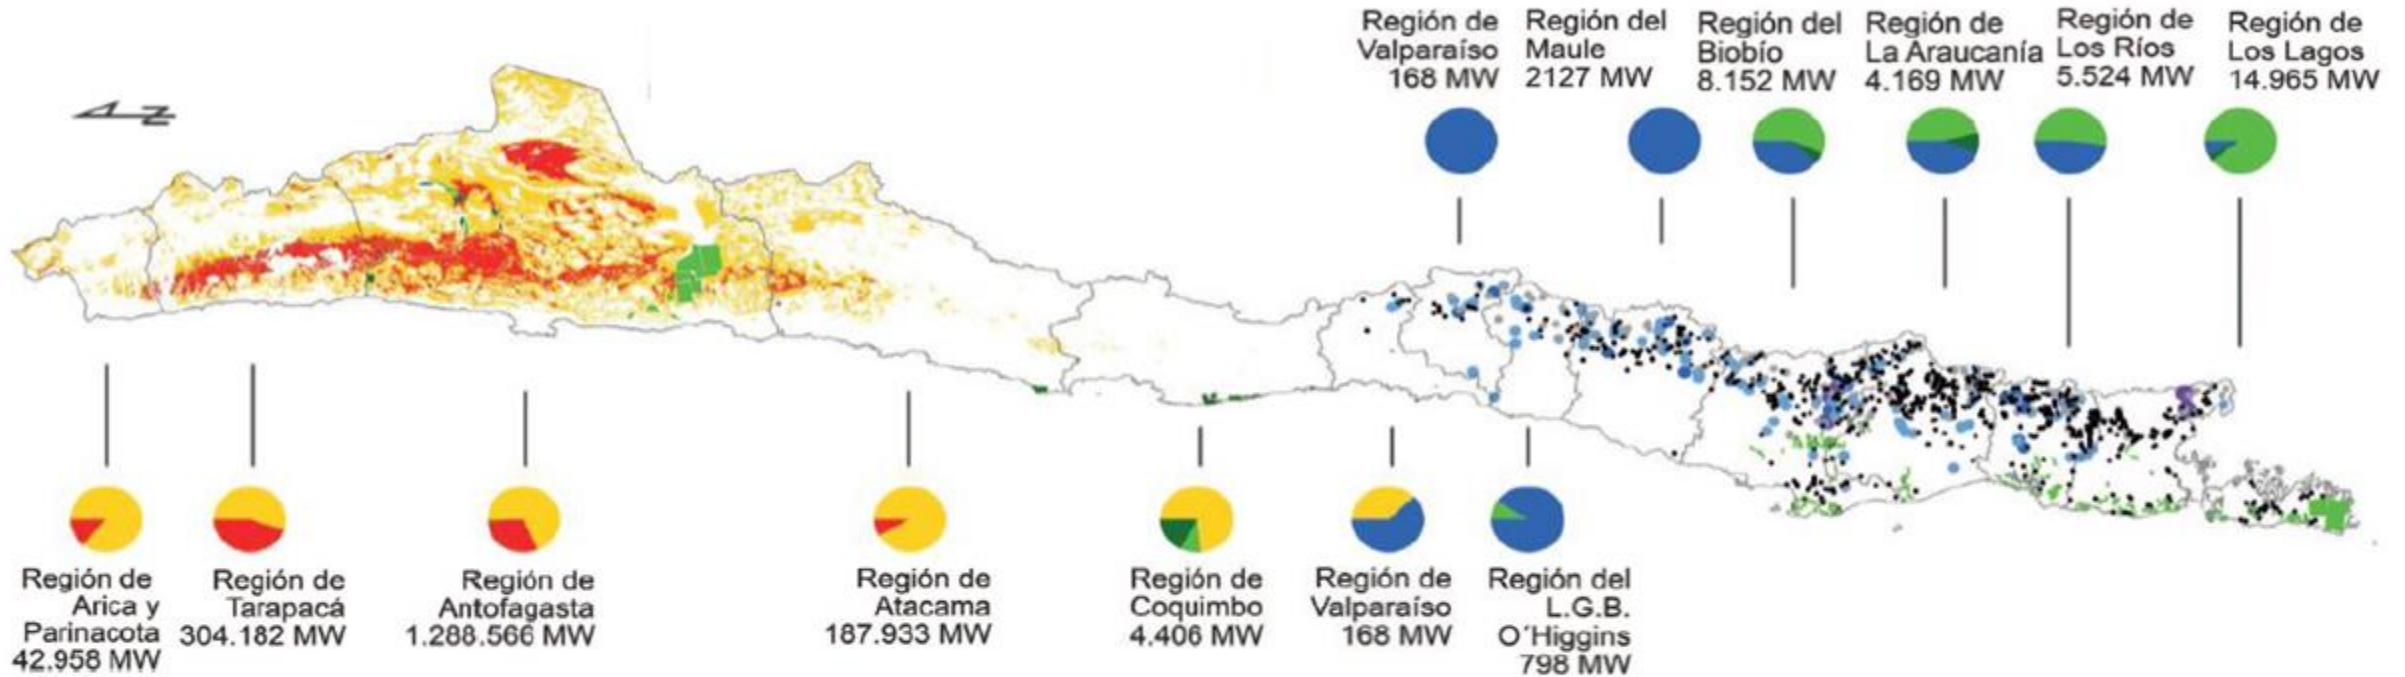 Región de
Valparaíso
168 MW
Región del
Maule
2127 MW
Región del
Biobío
8.152 MW
Región de
La Araucanía
4.169 MW
Región de
Los Ríos
5.524 MW
Región de
Los Lagos
14.965 MW
Z
Región de
Arica y
Parinacota
42.958 MW
Región de
Tarapacá
304.182 MW
Región de
Antofagasta
1.288.566 MW
Región de
Atacama
187.933 MW
Región de
Coquimbo
4.406 MW
Región de
Valparaíso
168 MW
Región del
L.G.B.
O´Higgins
798 MW